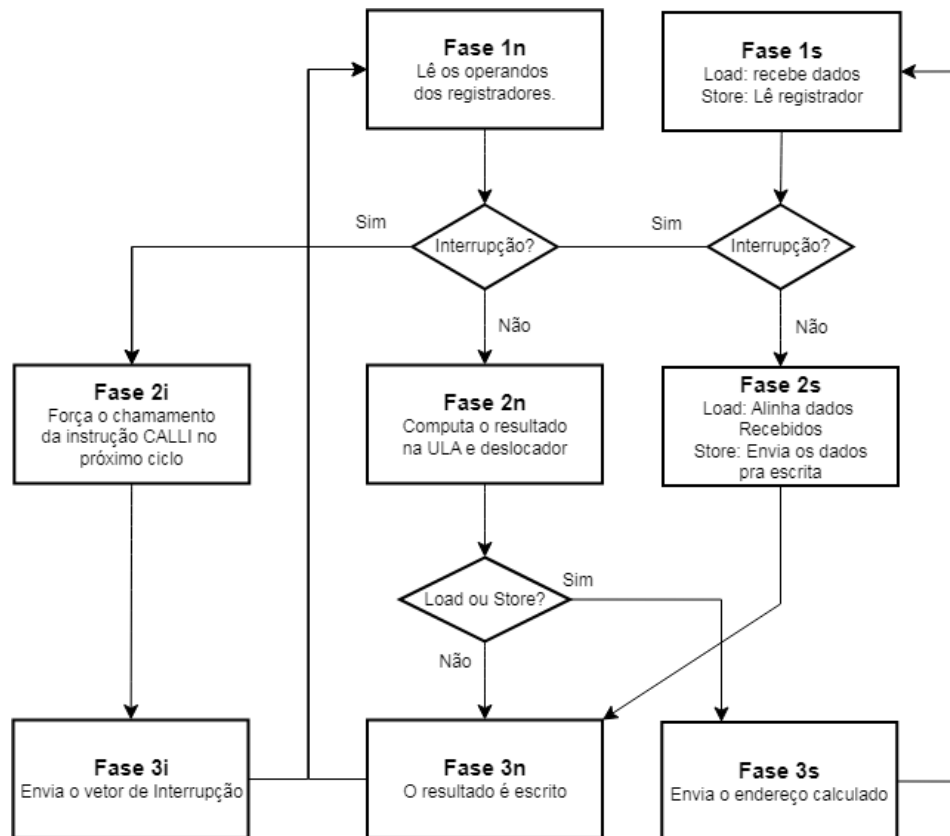 Fase 1n
Lê os operandos
dos registradores.
Fase 1s
Load: recebe dados
Store: Lê registrador
Sim
Interrupção?
Sim
Interrupção?
Não
Não
Fase 2i
Força o chamamento
da instrução CALLI no
próximo ciclo
Fase 2n
Computa o resultado
na ULA e deslocador
Fase 2s
Load: Alinha dados
Recebidos
Store: Envia os dados
pra escrita
Load ou Store?
Sim
Não
Fase 3i
Envia o vetor de Interrupção
Fase 3n
O resultado é escrito
Fase 3s
Envia o endereço calculado